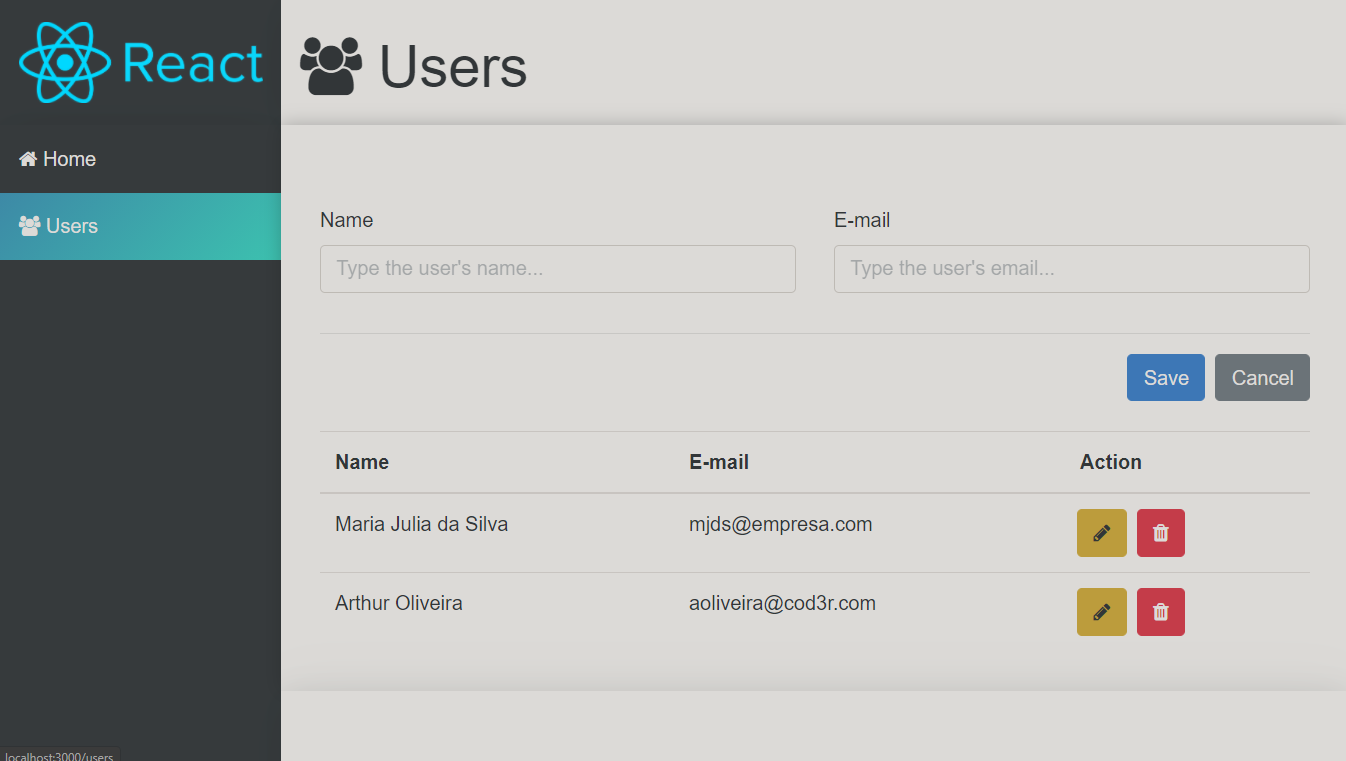 React
Users
Home
Users
Name
E-mail
Type the user's name...
Type the user's email...
Save
Cancel
Name
E-mail
Action
Maria Julia da Silva
mjds@empresa.com
Arthur Oliveira
aoliveira@cod3r.com
localhost:3000/users